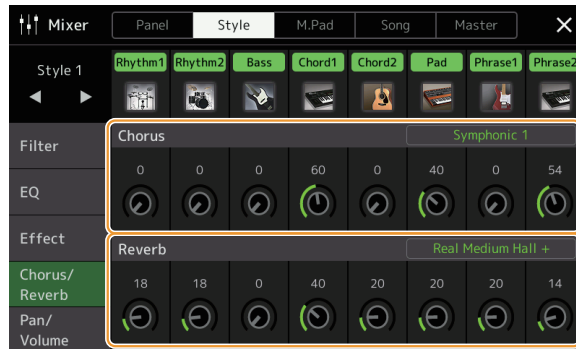 Mixer Panel Style M.Pad Song Master
Style 1 Rhythm1 Rhythm2 Bass Chord1 Chord2 Pad Phrase1 Phrase2
Filter
EQ
Effect
Chorus/
Reverb
Pan/
Volume
Chorus Symphonic 1
0 0 0 60 0 40 0 54
Reverb Real Medium Hall +
18 18 0 40 20 20 20 14